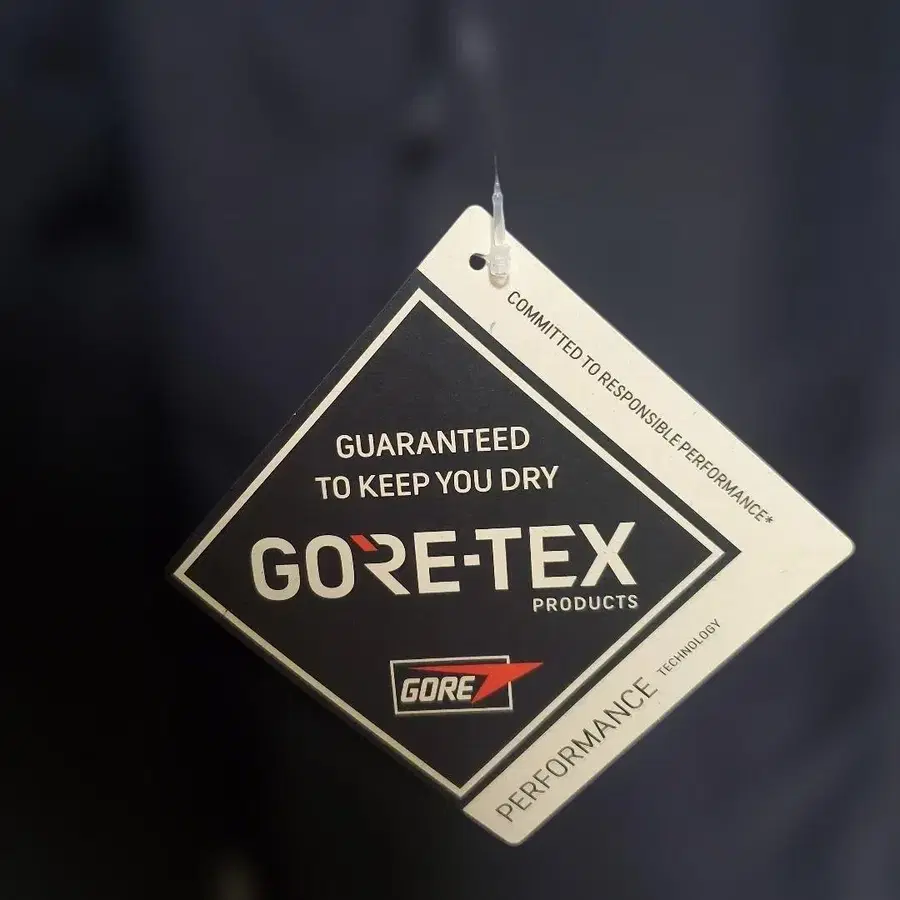 COMMITTED TO RESPONSIBLE PERFORMANCE*
GUARANTEED
TO KEEP YOU DRY
GORE-TEX
PRODUCTS
GORE
PERFORMANCE TECHNOLOGY